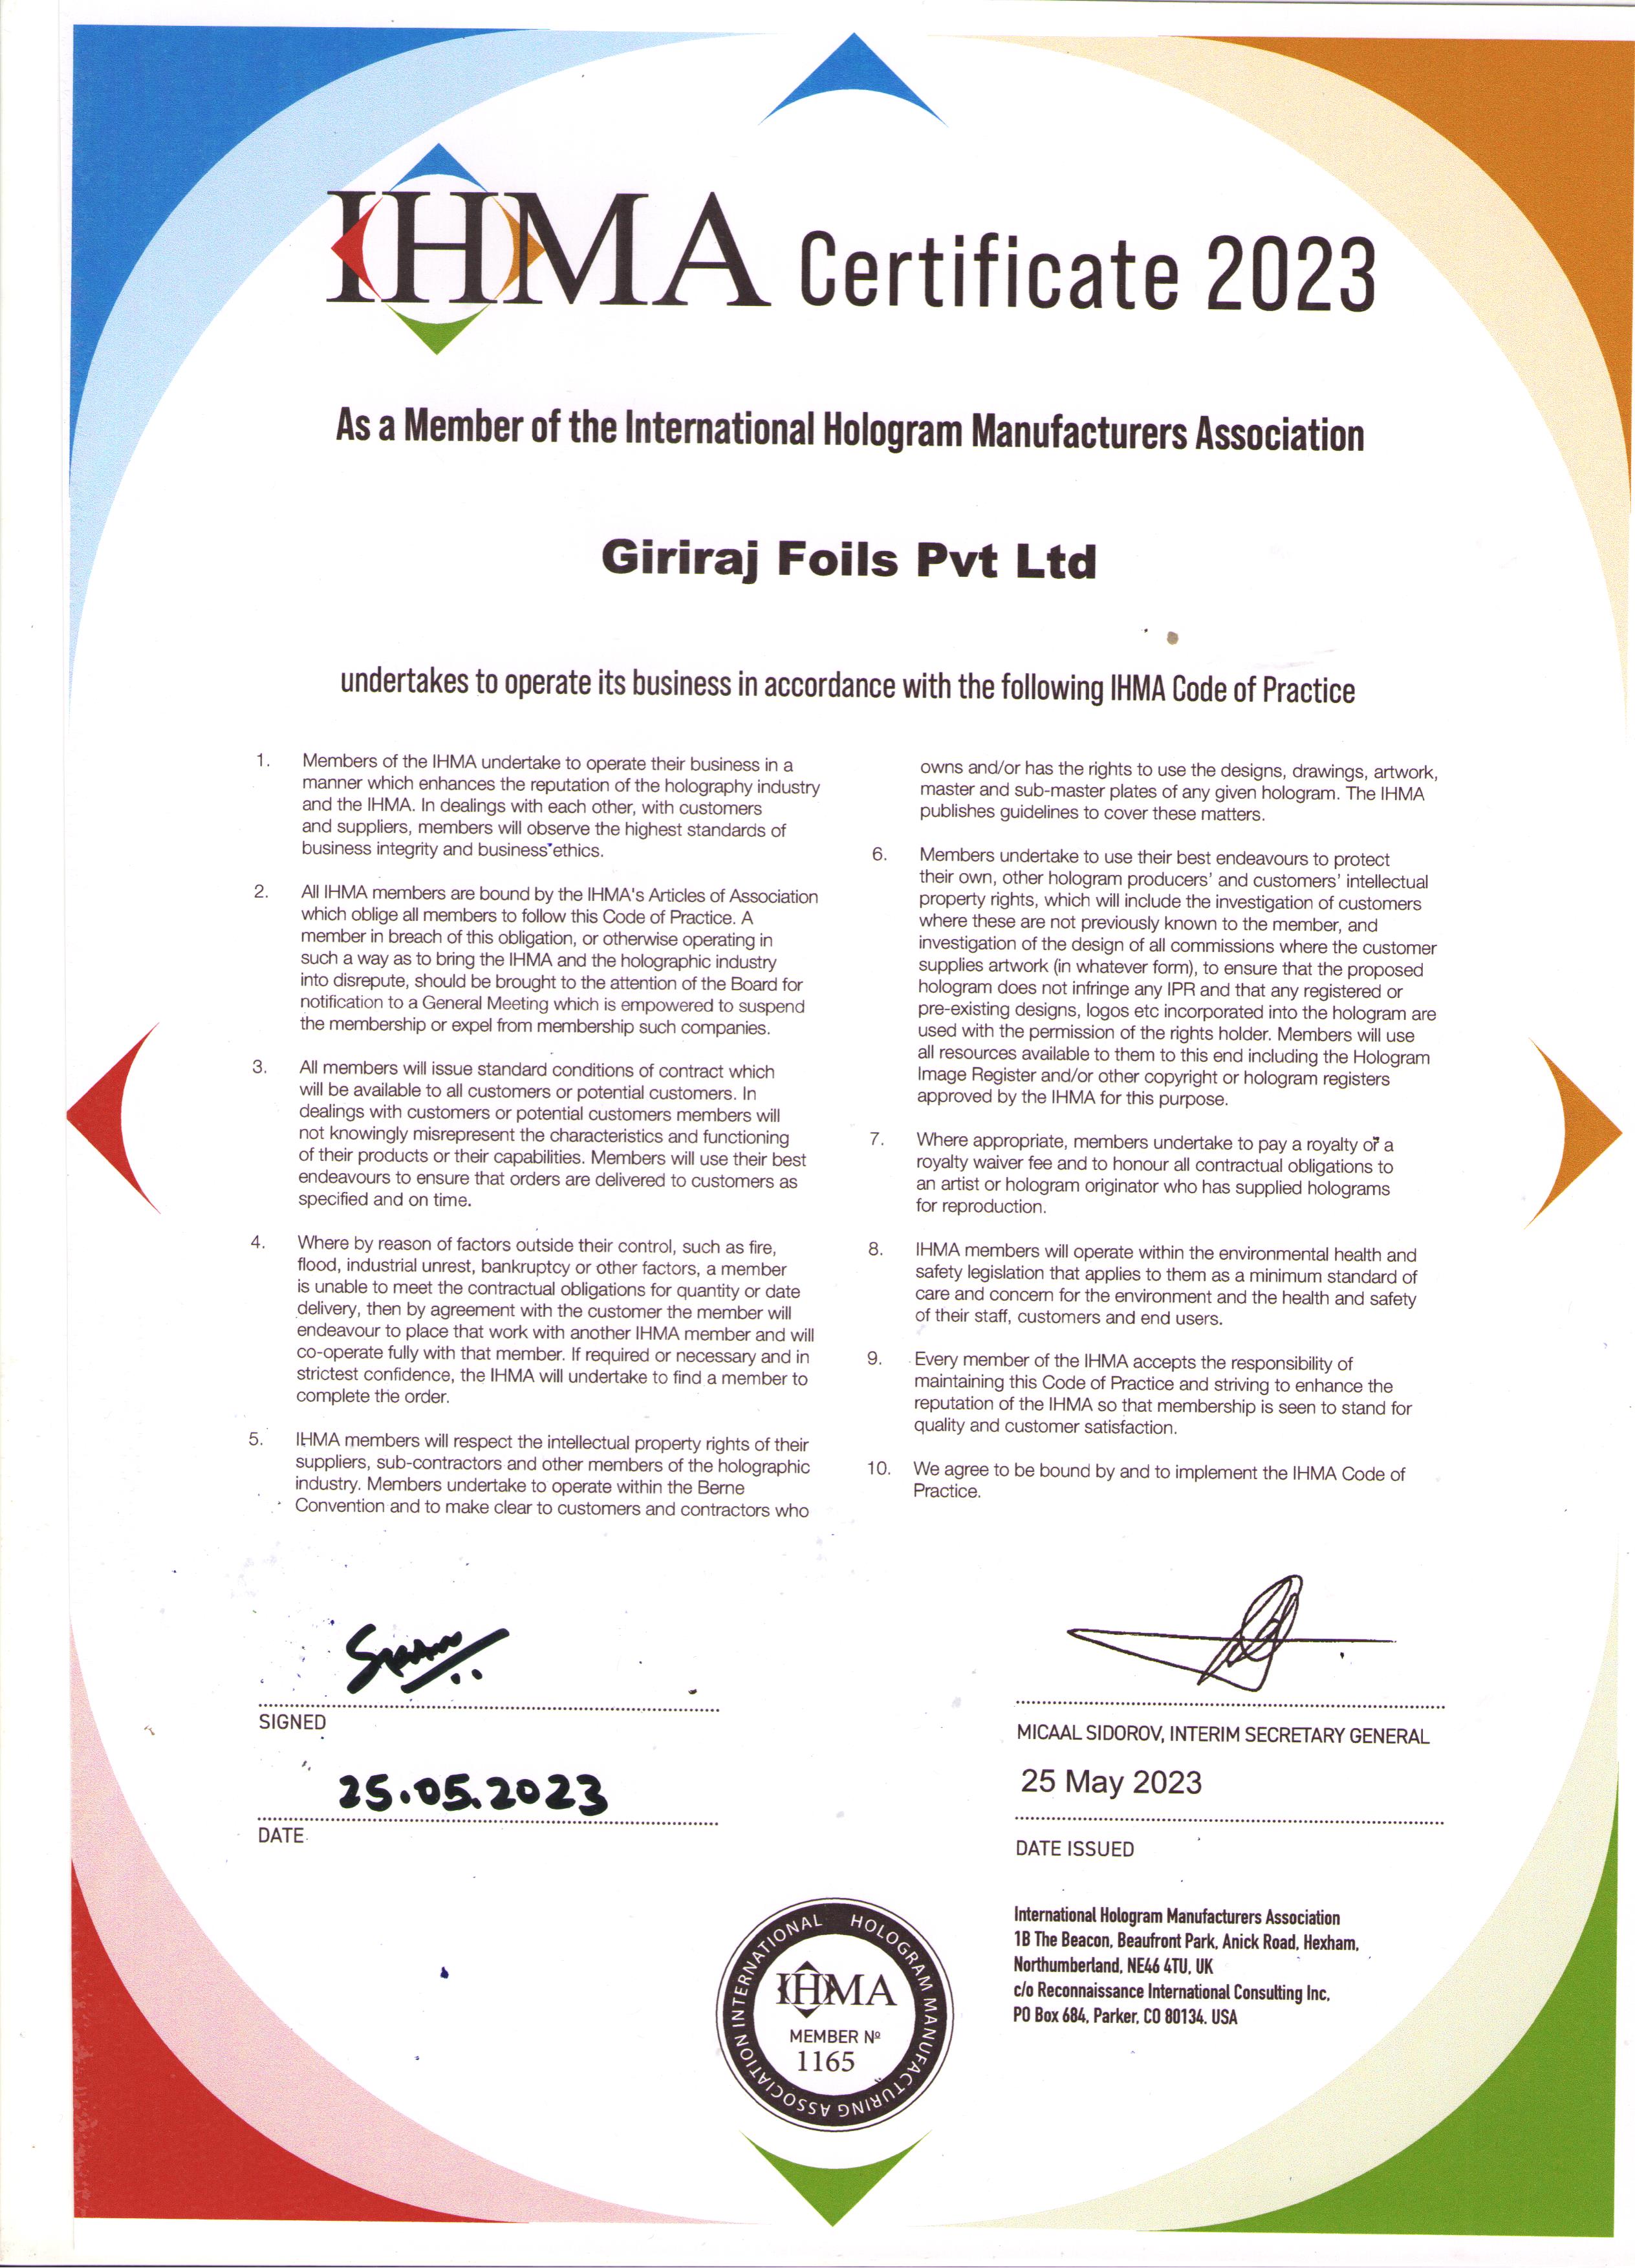 IHMA Certificate 2023
As a Member of the International Hologram Manufacturers Association
Giriraj Foils Pvt Ltd
undertakes to operate its business in accordance with the following IHMA Code of Practice
1. Members of the IHMA undertake to operate their business in a
manner which enhances the reputation of the holography industry
and the IHMA. In dealings with each other, with customers
and suppliers, members will observe the highest standards of
business integrity and business ethics.
2. All IHMA members are bound by the IHMA's Articles of Association
which oblige all members to follow this Code of Practice. A
member in breach of this obligation, or otherwise operating in
such a way as to bring the IHMA and the holographic industry
into disrepute, should be brought to the attention of the Board for
notification to a General Meeting which is empowered to suspend
the membership or expel from membership such companies.
3. All members will issue standard conditions of contract which
will be available to all customers or potential customers. In
dealings with customers or potential customers members will
not knowingly misrepresent the characteristics and functioning
of their products or their capabilities. Members will use their best
endeavours to ensure that orders are delivered to customers as
specified and on time.
4. Where by reason of factors outside their control, such as fire,
flood, industrial unrest, bankruptcy or other factors, a member
is unable to meet the contractual obligations for quantity or date
delivery, then by agreement with the customer the member will
endeavour to place that work with another IHMA member and will
co-operate fully with that member. If required or necessary and in
strictest confidence, the IHMA will undertake to find a member to
complete the order.
5. IHMA members will respect the intellectual property rights of their
suppliers, sub-contractors and other members of the holographic
industry. Members undertake to operate within the Berne
Convention and to make clear to customers and contractors who
owns and/or has the rights to use the designs, drawings, artwork,
master and sub-master plates of any given hologram. The IHMA
publishes guidelines to cover these matters.
6. Members undertake to use their best endeavours to protect
their own, other hologram producers' and customers' intellectual
property rights, which will include the investigation of customers
where these are not previously known to the member, and
investigation of the design of all commissions where the customer
supplies artwork (in whatever form), to ensure that the proposed
hologram does not infringe any IPR and that any registered or
pre-existing designs, logos etc incorporated into the hologram are
used with the permission of the rights holder. Members will use
all resources available to them to this end including the Hologram
Image Register and/or other copyright or hologram registers
approved by the IHMA for this purpose.
7. Where appropriate, members undertake to pay a royalty or a
royalty waiver fee and to honour all contractual obligations to
an artist or hologram originator who has supplied holograms
for reproduction.
8. IHMA members will operate within the environmental health and
safety legislation that applies to them as a minimum standard of
care and concern for the environment and the health and safety
of their staff, customers and end users.
9. Every member of the IHMA accepts the responsibility of
maintaining this Code of Practice and striving to enhance the
reputation of the IHMA so that membership is seen to stand for
quality and customer satisfaction.
10. We agree to be bound by and to implement the IHMA Code of
Practice.
SIGNED
25.05.2023
DATE
MICAAL SIDOROV, INTERIM SECRETARY GENERAL
25 May 2023
DATE ISSUED
International Hologram Manufacturers Association
1B The Beacon, Beaufront Park, Anick Road, Hexham,
Northumberland, NE46 4TU, UK
c/o Reconnaissance International Consulting Inc,
PO Box 684, Parker, CO 80134, USA
INTERNATIONAL HOLOGRAM MANUFACTURING ASSOCIATION
IHMA
MEMBER Nº
1165